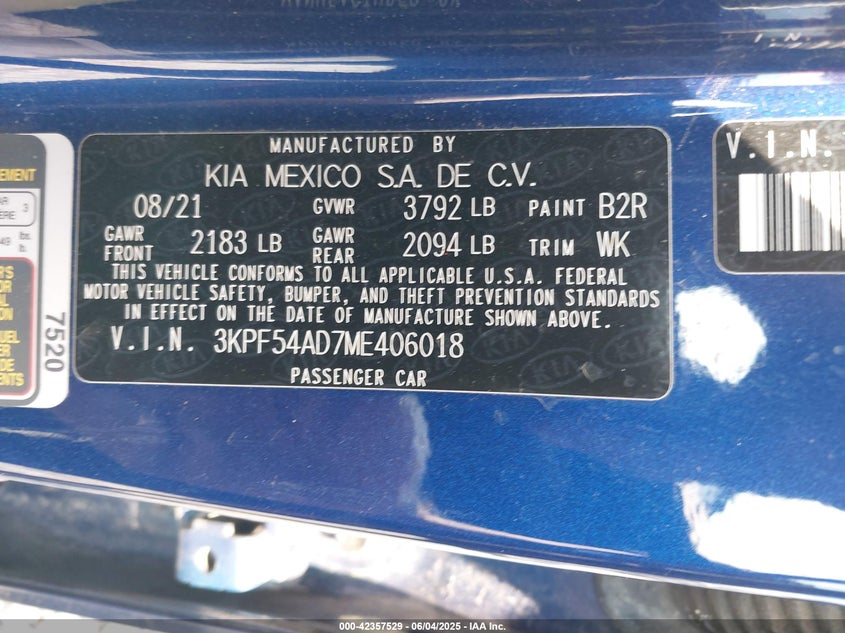 MANUFACTURED BY
KIA MEXICO S.A. DE C.V.
08/21 GVWR 3792 LB PAINT B2R
GAWR FRONT 2183 LB GAWR REAR 2094 LB TRIM WK
THIS VEHICLE CONFORMS TO ALL APPLICABLE U.S.A. FEDERAL
MOTOR VEHICLE SAFETY, BUMPER, AND THEFT PREVENTION STANDARDS
IN EFFECT ON THE DATE OF MANUFACTURE SHOWN ABOVE.
V.I.N. 3KPF54AD7ME406018
PASSENGER CAR
V.I.N.
7520
000-42357529 - 06/04/2025 - IAA Inc.